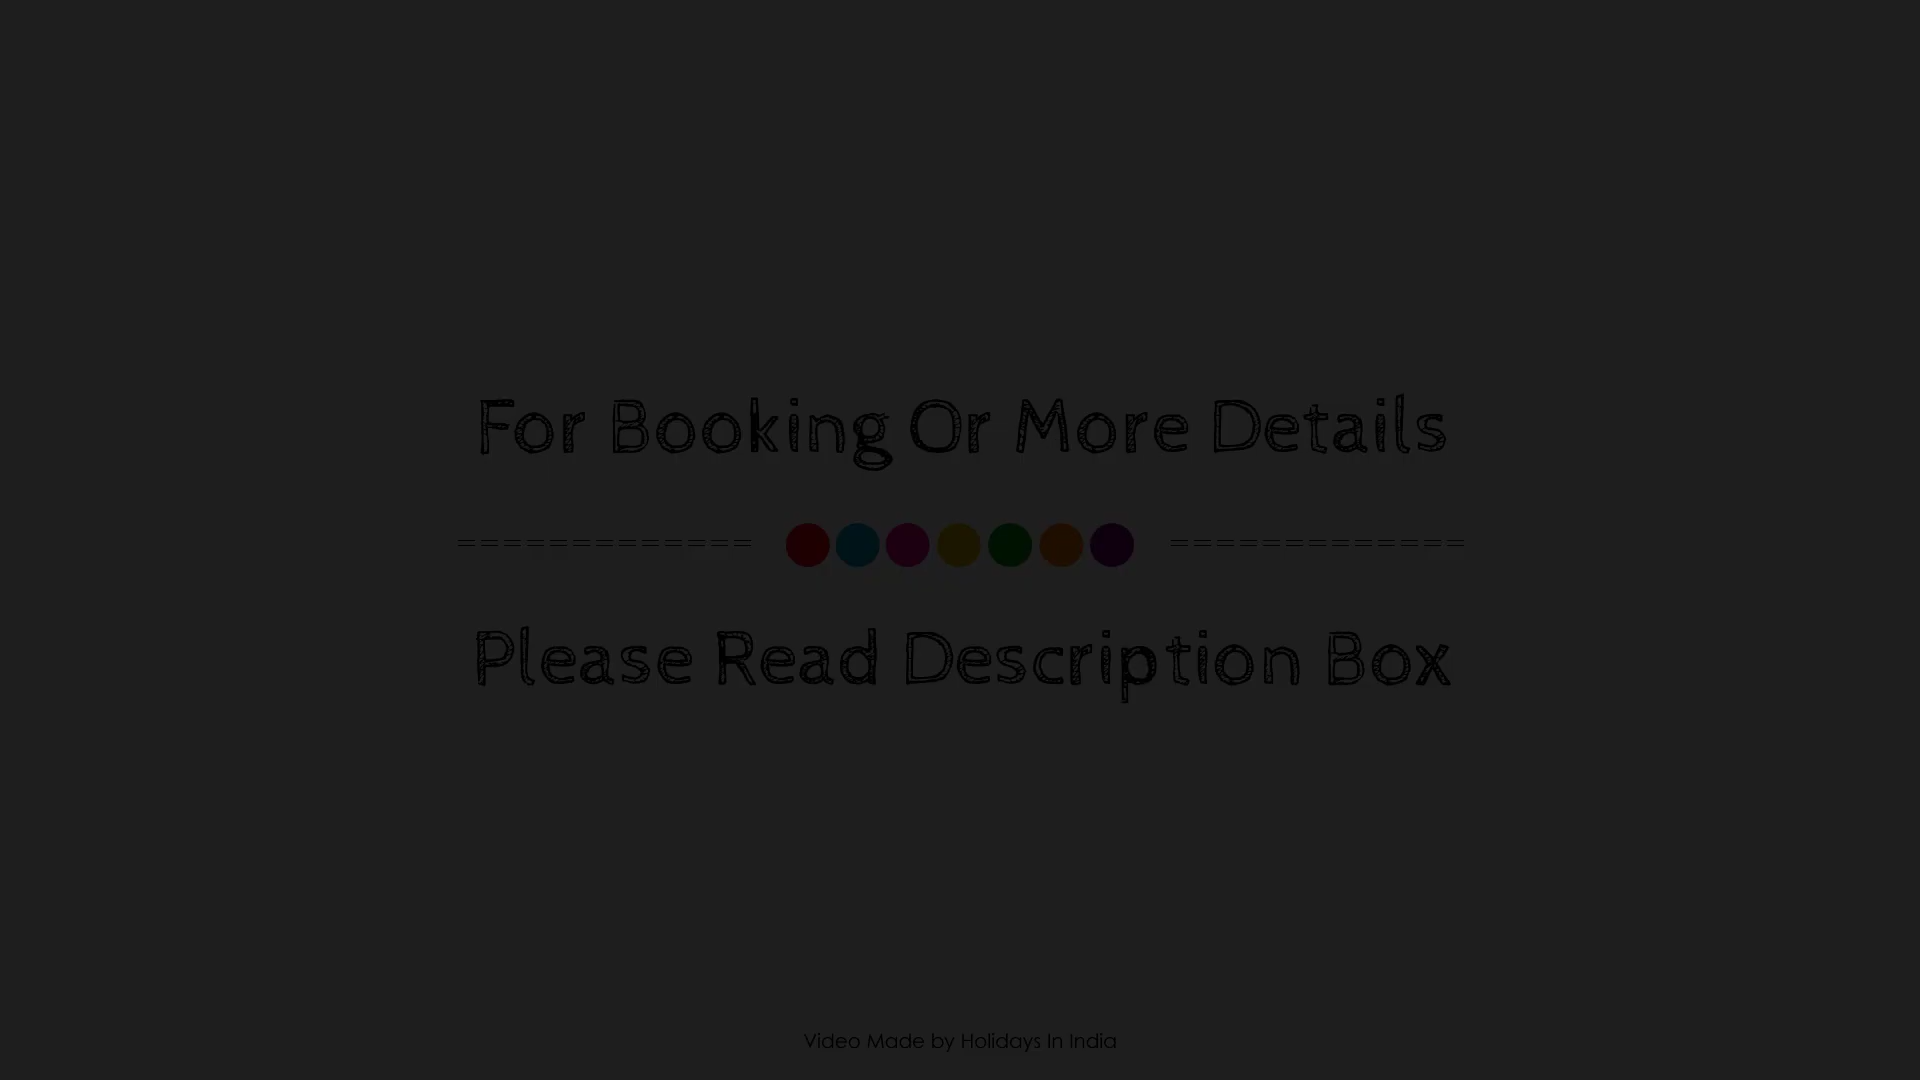 For Booking Or More Details
============= =============
Please Read Description Box
Video Made by Holidays In India